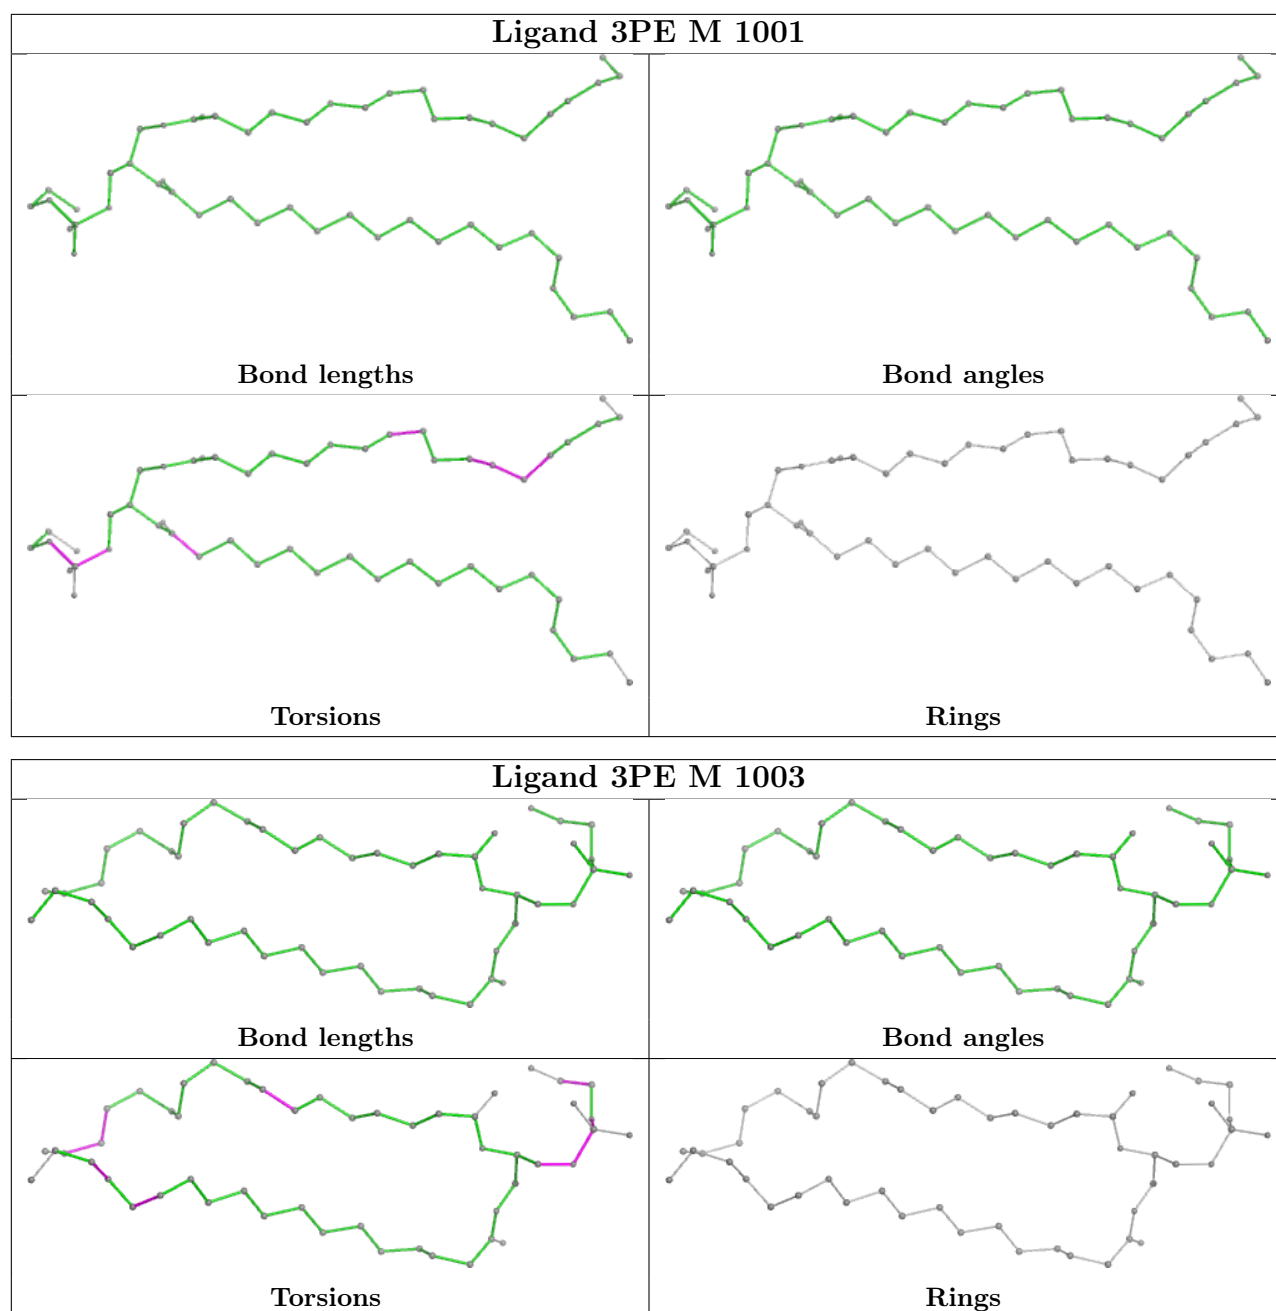 Ligand 3PE M 1001
Bond lengths
Bond angles
Torsions
Rings
Ligand 3PE M 1003
Bond lengths
Bond angles
Torsions
Rings